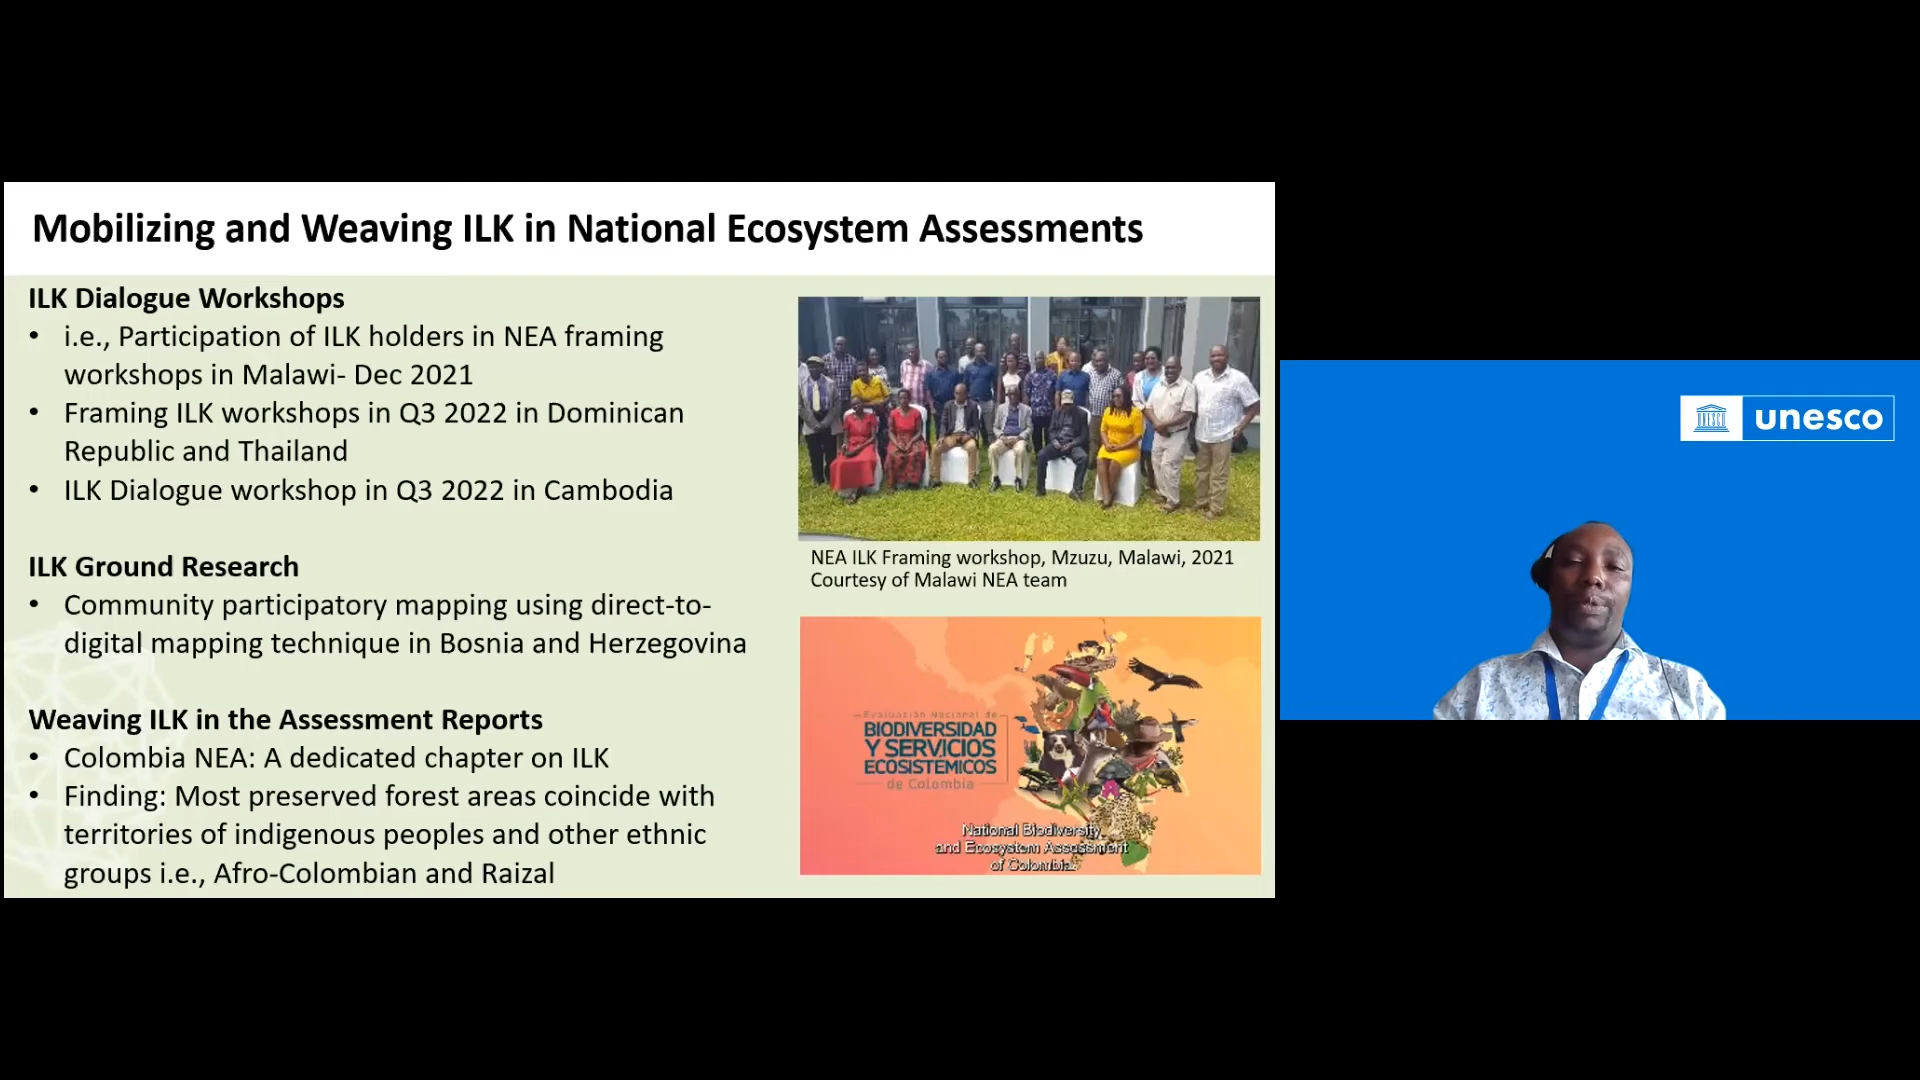 Mobilizing and Weaving ILK in National Ecosystem Assessments
ILK Dialogue Workshops
• i.e., Participation of ILK holders in NEA framing
workshops in Malawi- Dec 2021
• Framing ILK workshops in Q3 2022 in Dominican
Republic and Thailand
• ILK Dialogue workshop in Q3 2022 in Cambodia
ILK Ground Research
• Community participatory mapping using direct-to-
digital mapping technique in Bosnia and Herzegovina
Weaving ILK in the Assessment Reports
• Colombia NEA: A dedicated chapter on ILK
• Finding: Most preserved forest areas coincide with
territories of indigenous peoples and other ethnic
groups i.e., Afro-Colombian and Raizal
NEA ILK Framing workshop, Mzuzu, Malawi, 2021
Courtesy of Malawi NEA team
Evaluación Nacional de
BIODIVERSIDAD
Y SERVICIOS
ECOSISTÉMICOS
de Colombia
National Biodiversity
and Ecosystem Assessment
of Colombia
UNESCO
unesco